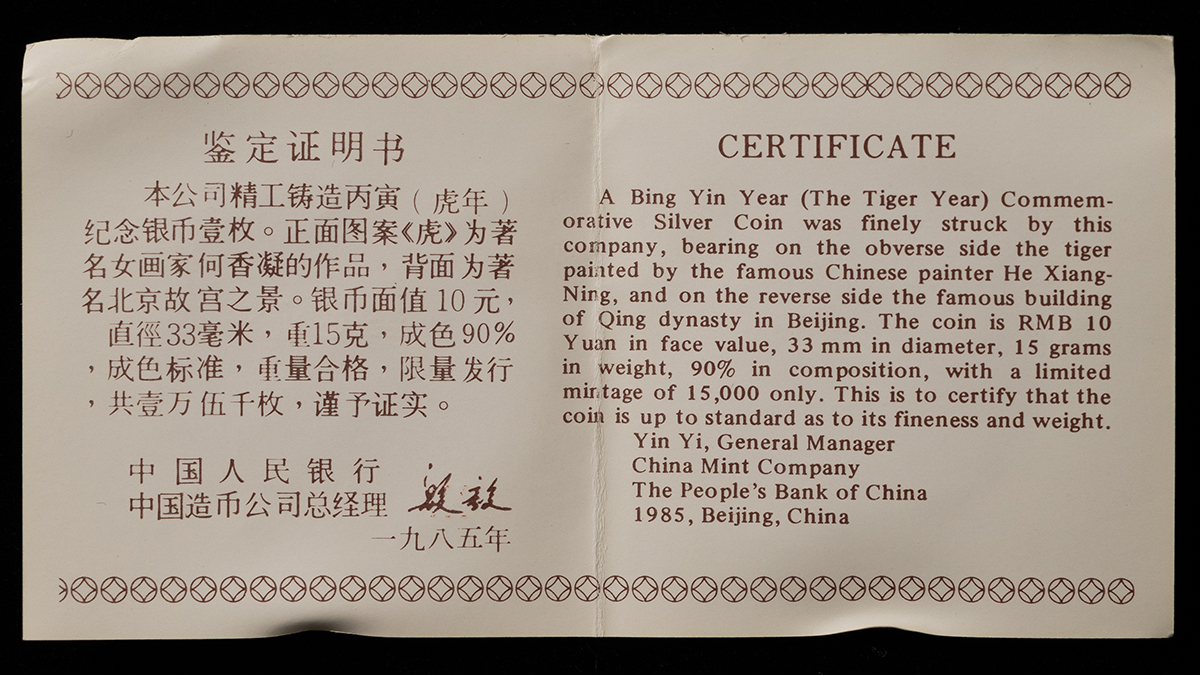 鉴定证明书
本公司精工铸造丙寅（虎年）
纪念银币壹枚。正面图案《虎》为著
名女画家何香凝的作品，背面为著
名北京故宫之景。银币面值10元，
直徑33毫米，重15克，成色90%
，成色标准，重量合格，限量发行
，共壹万伍千枚，谨予证实。
中国人民银行
中国造币公司总经理
一九八五年
CERTIFICATE
A Bing Yin Year (The Tiger Year) Commem-
orative Silver Coin was finely struck by this
company, bearing on the obverse side the tiger
painted by the famous Chinese painter He Xiang-
Ning, and on the reverse side the famous building
of Qing dynasty in Beijing. The coin is RMB 10
Yuan in face value, 33 mm in diameter, 15 grams
in weight, 90% in composition, with a limited
mintage of 15,000 only. This is to certify that the
coin is up to standard as to its fineness and weight.
Yin Yi, General Manager
China Mint Company
The People's Bank of China
1985, Beijing, China